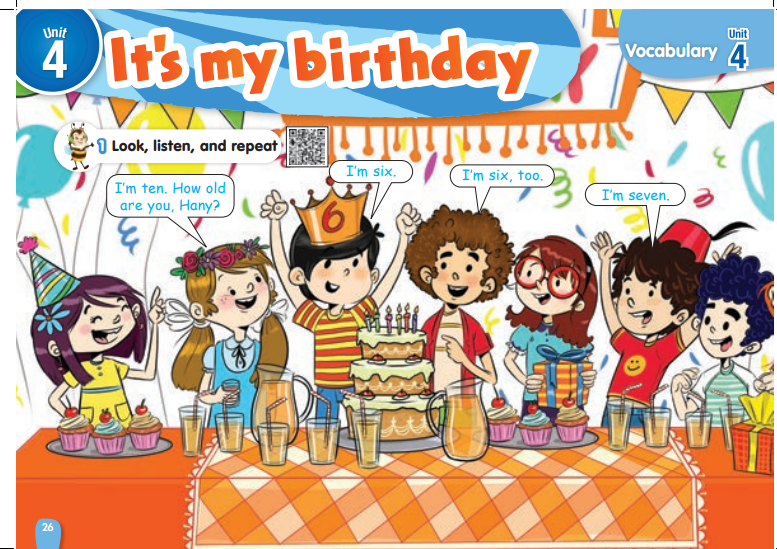 Unit
4
It's my birthday
Vocabulary
Unit
4
1 Look, listen, and repeat
I'm ten. How old
are you, Hany?
I'm six.
I'm six, too.
I'm seven.
6
26